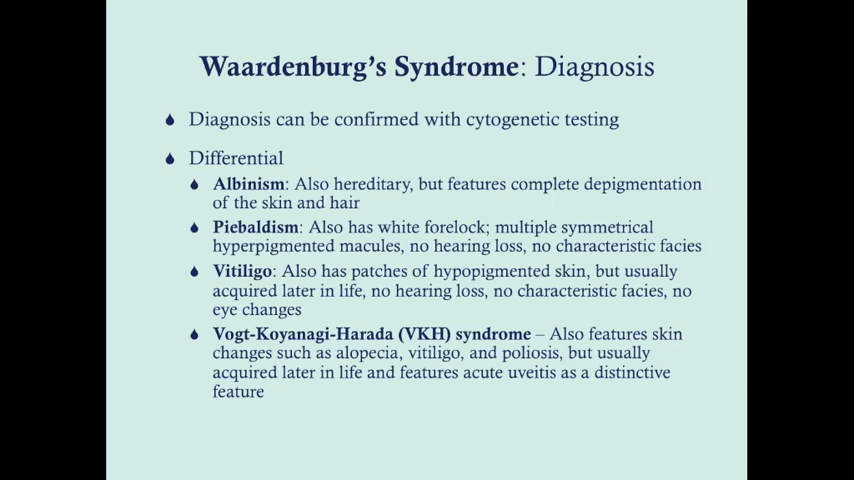 Waardenburg's Syndrome: Diagnosis
Diagnosis can be confirmed with cytogenetic testing
Differential
Albinism: Also hereditary, but features complete depigmentation
of the skin and hair
Piebaldism: Also has white forelock; multiple symmetrical
hyperpigmented macules, no hearing loss, no characteristic facies
Vitiligo: Also has patches of hypopigmented skin, but usually
acquired later in life, no hearing loss, no characteristic facies, no
eye changes
Vogt-Koyanagi-Harada (VKH) syndrome – Also features skin
changes such as alopecia, vitiligo, and poliosis, but usually
acquired later in life and features acute uveitis as a distinctive
feature